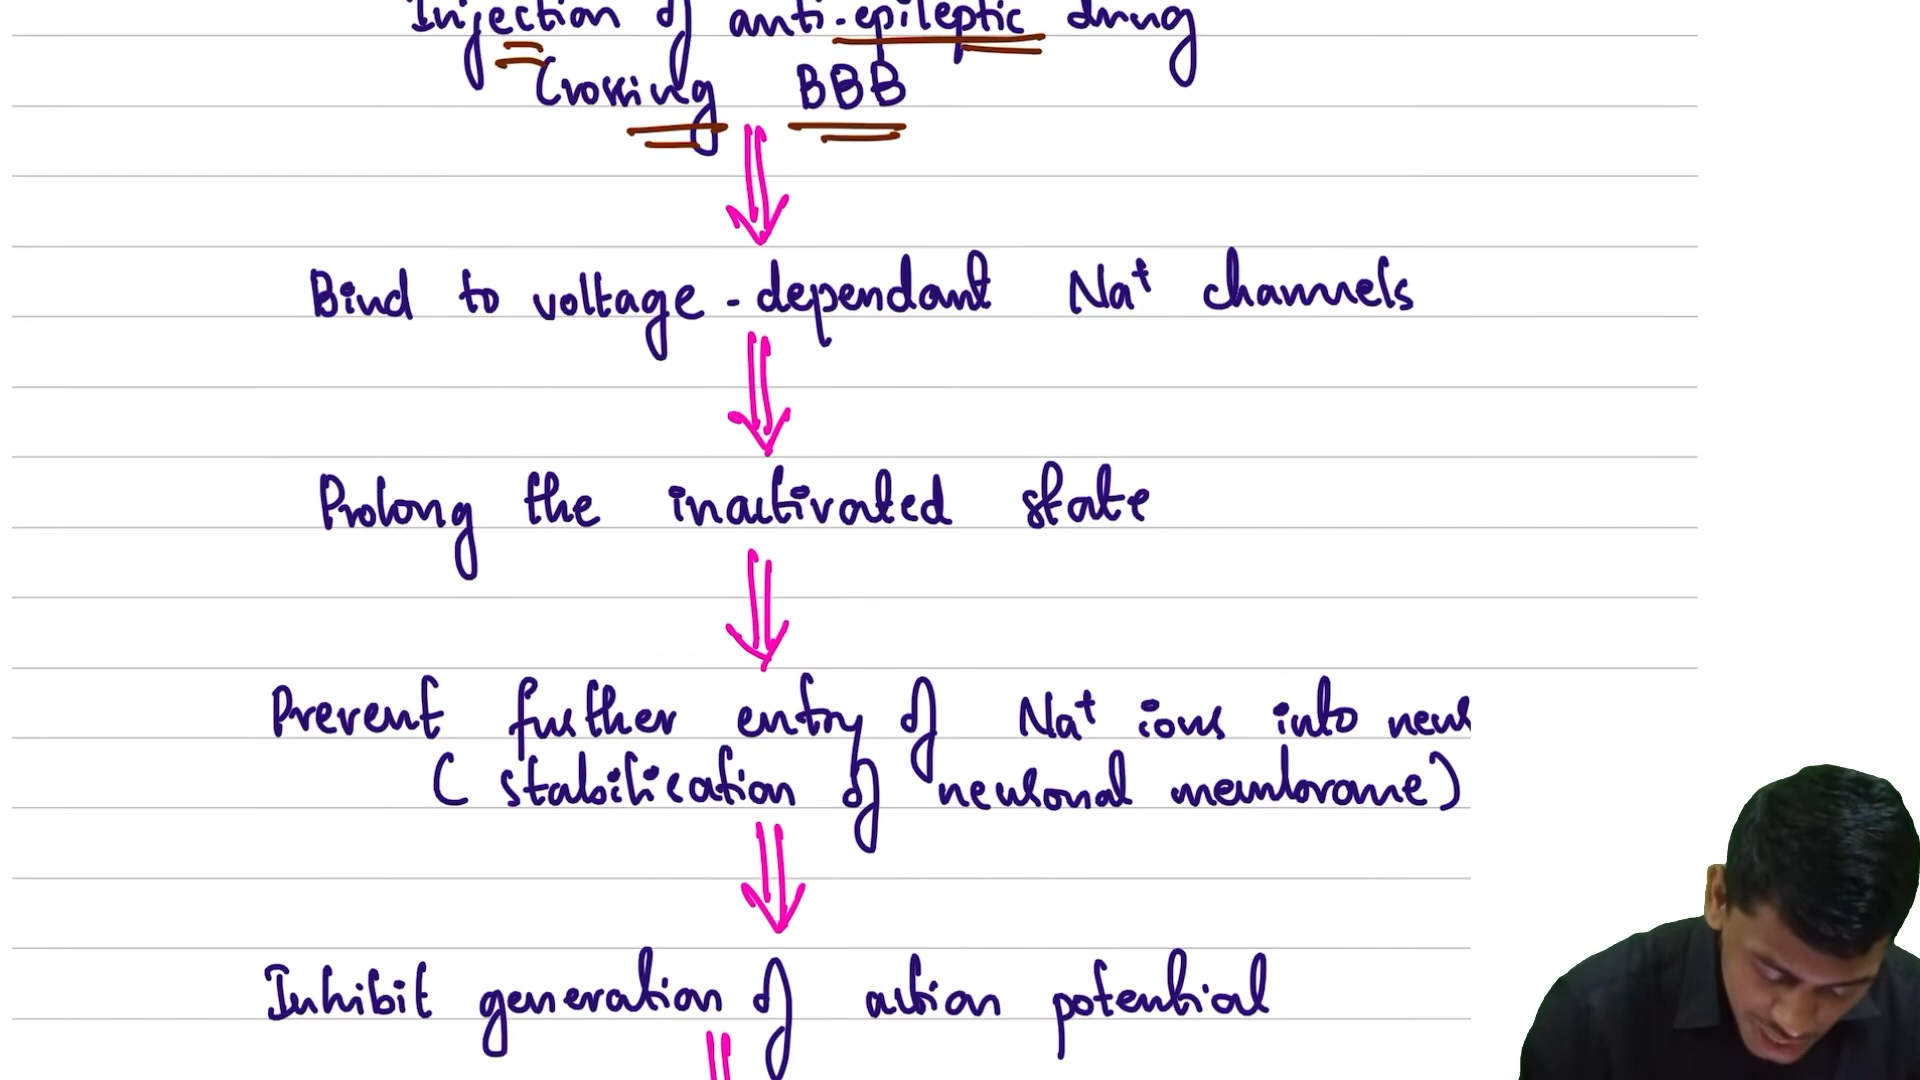 Injection of anti-epileptic drug
Crossing BBB
Bind to voltage-dependant Na⁺ channels
Prolong the inactivated state
Prevent further entry of Na⁺ ions into neu
( stabilication of neuronal membrane)
Inhibit generation of action potential